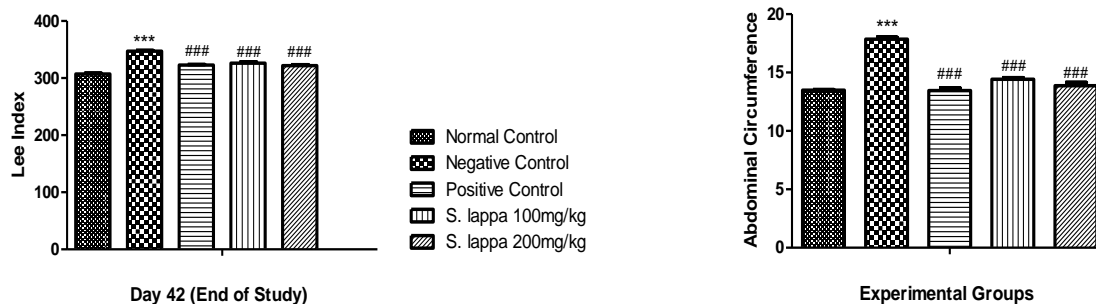 400
300
200
100
0
Lee Index
***
###
###
###
Day 42 (End of Study)
Normal Control
Negative Control
Positive Control
S. lappa 100mg/kg
S. lappa 200mg/kg
20
15
10
5
0
Abdominal Circumference
***
###
###
###
Experimental Groups